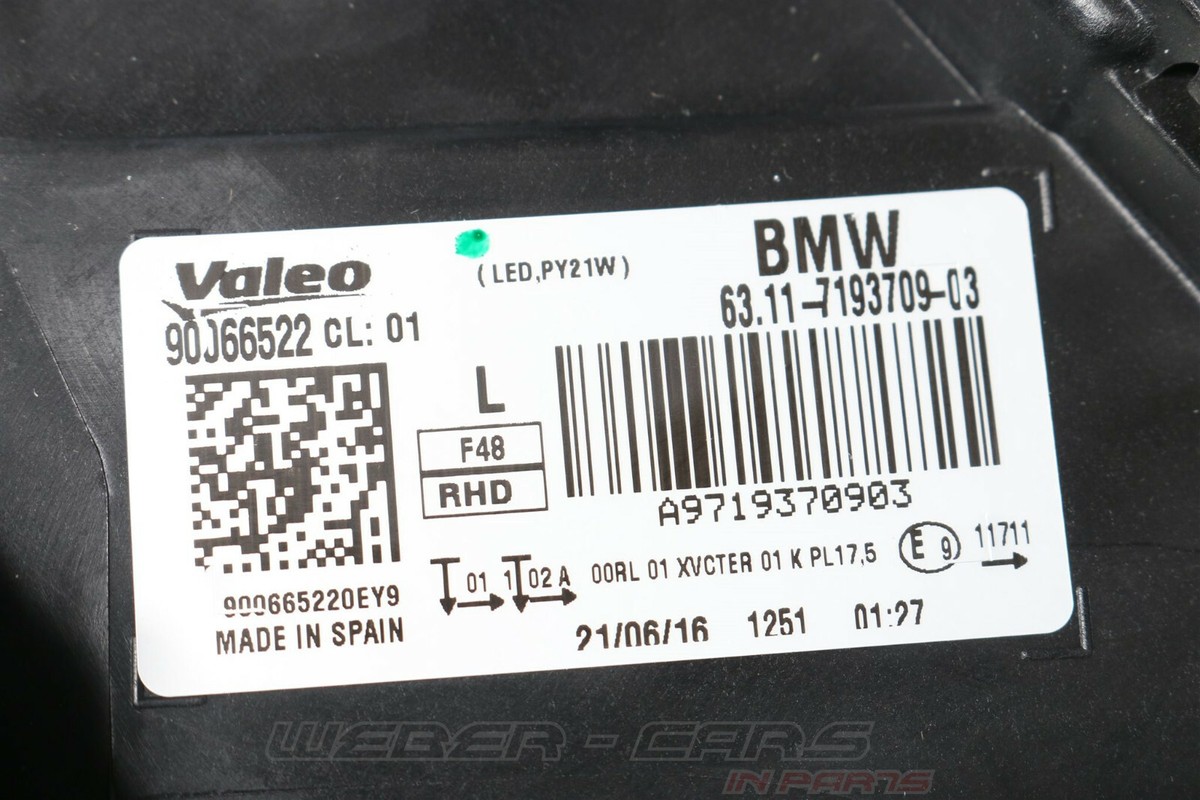 Valeo
90066522 CL: 01
(LED,PY21W)
BMW
63.11-7193709-03
L
F48
RHD
A9719370903
900665220EY9
MADE IN SPAIN
01 1 02 A 00RL 01 XVCTER 01 K PL17,5 E 9 11711
21/06/16 1251 01:27
WEBER-CARS
IN PARTS